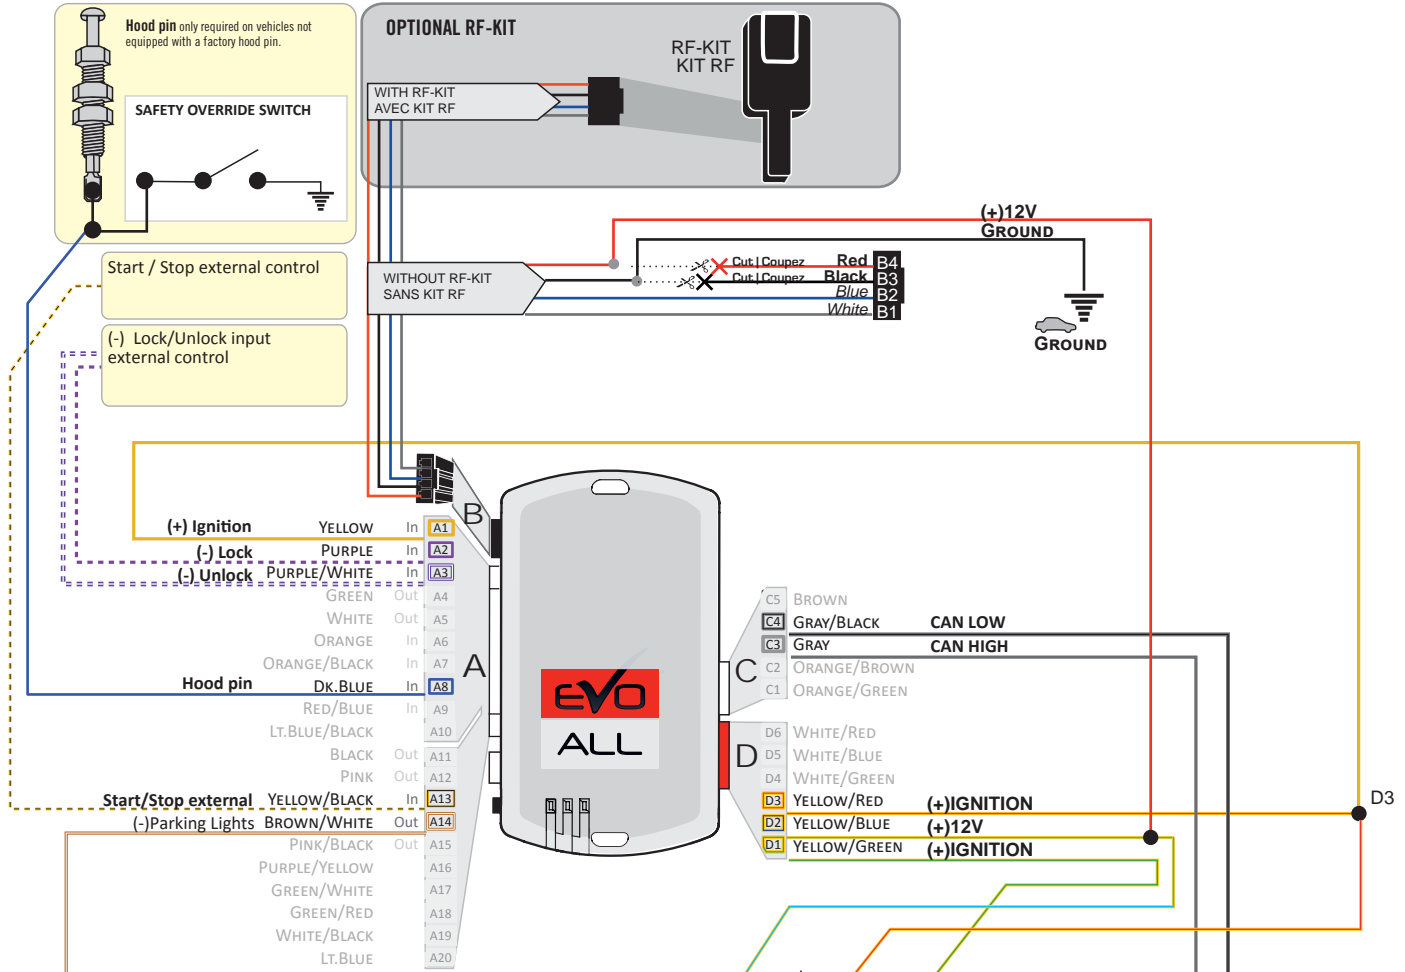 Hood pin only required on vehicles not
equipped with a factory hood pin.
SAFETY OVERRIDE SWITCH
OPTIONAL RF-KIT
RF-KIT
KIT RF
WITH RF-KIT
AVEC KIT RF
Start / Stop external control
(-) Lock/Unlock input
external control
WITHOUT RF-KIT
SANS KIT RF
(+)12V
GROUND
Cut | Coupez Red B4
Cut | Coupez Black B3
Blue B2
White B1
GROUND
B
(+) Ignition YELLOW In A1
(-) Lock PURPLE In A2
(-) Unlock PURPLE/WHITE In A3
GREEN Out A4
WHITE Out A5
ORANGE In A6
ORANGE/BLACK In A7
Hood pin DK.BLUE In A8
RED/BLUE In A9
LT.BLUE/BLACK A10
BLACK Out A11
PINK Out A12
Start/Stop external YELLOW/BLACK In A13
(-)Parking Lights BROWN/WHITE Out A14
PINK/BLACK Out A15
PURPLE/YELLOW A16
GREEN/WHITE A17
GREEN/RED A18
WHITE/BLACK A19
LT.BLUE A20
A
EVO
ALL
C
C5 BROWN
C4 GRAY/BLACK CAN LOW
C3 GRAY CAN HIGH
C2 ORANGE/BROWN
C1 ORANGE/GREEN
D
D6 WHITE/RED
D5 WHITE/BLUE
D4 WHITE/GREEN
D3 YELLOW/RED (+)IGNITION
D2 YELLOW/BLUE (+)12V
D1 YELLOW/GREEN (+)IGNITION
D3